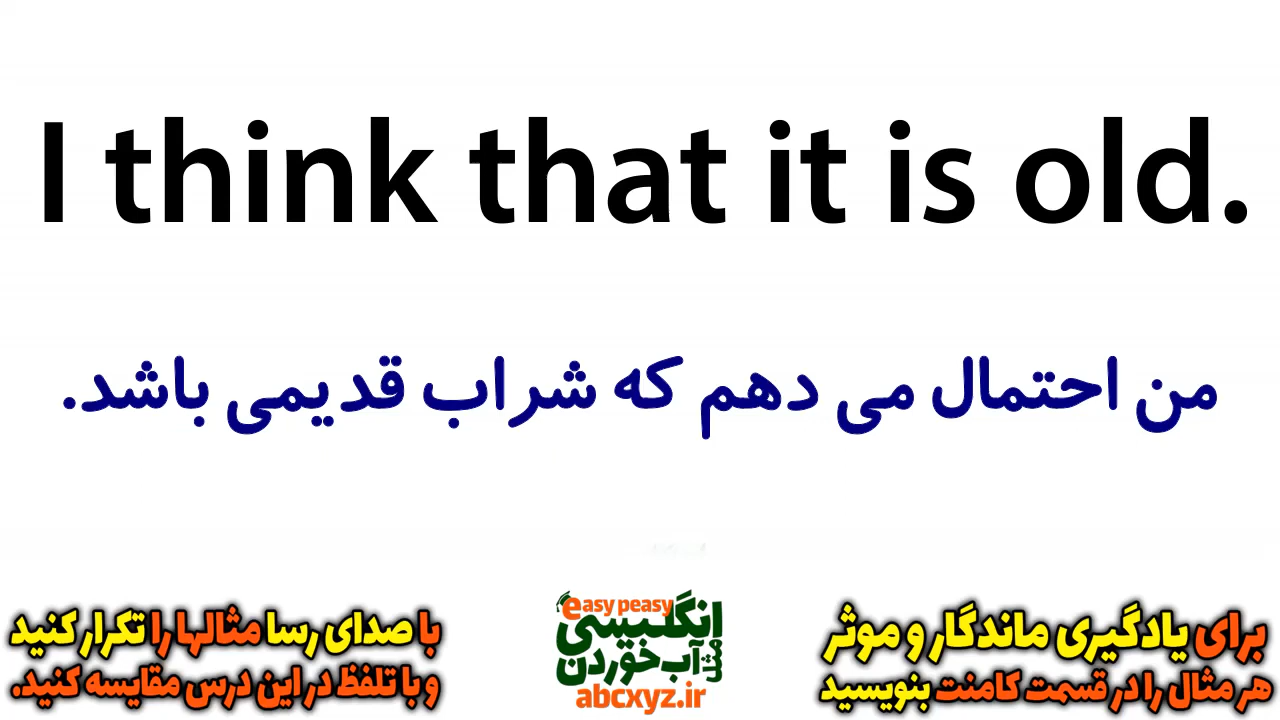 I think that it is old.
من احتمال می دهم که شراب قدیمی باشد.
برای یادگیری ماندگار و موثر
هر مثال را در قسمت کامنت بنویسید
easy peasy
انگلیسی
مثل آب خوردن
abcxyz.ir
با صدای رسا مثالها را تکرار کنید
و با تلفظ در این درس مقایسه کنید.